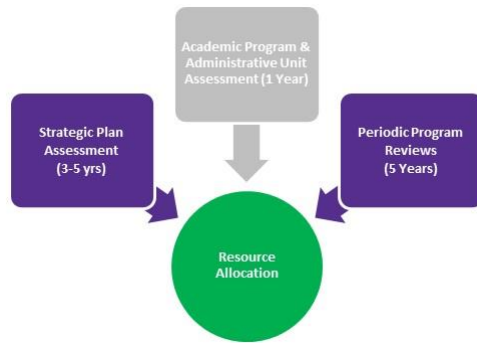 Academic Program &
Administrative Unit
Assessment (1 Year)
Strategic Plan
Assessment
(3-5 yrs)
Periodic Program
Reviews
(5 Years)
Resource
Allocation